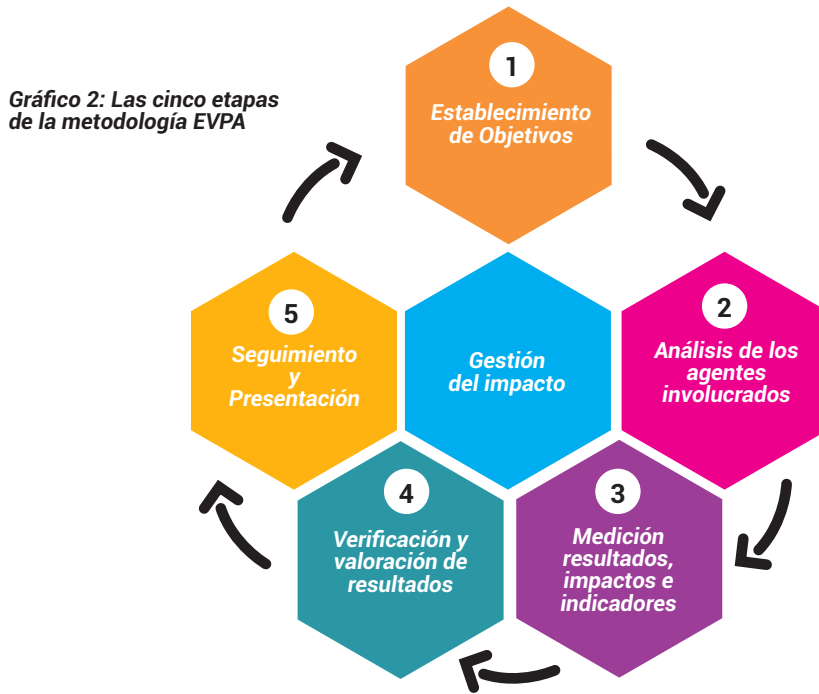 Gráfico 2: Las cinco etapas
de la metodología EVPA
1
Establecimiento
de Objetivos
2
Análisis de los
agentes
involucrados
3
Medición
resultados,
impactos e
indicadores
4
Verificación y
valoración de
resultados
5
Seguimiento
y
Presentación
Gestión
del impacto